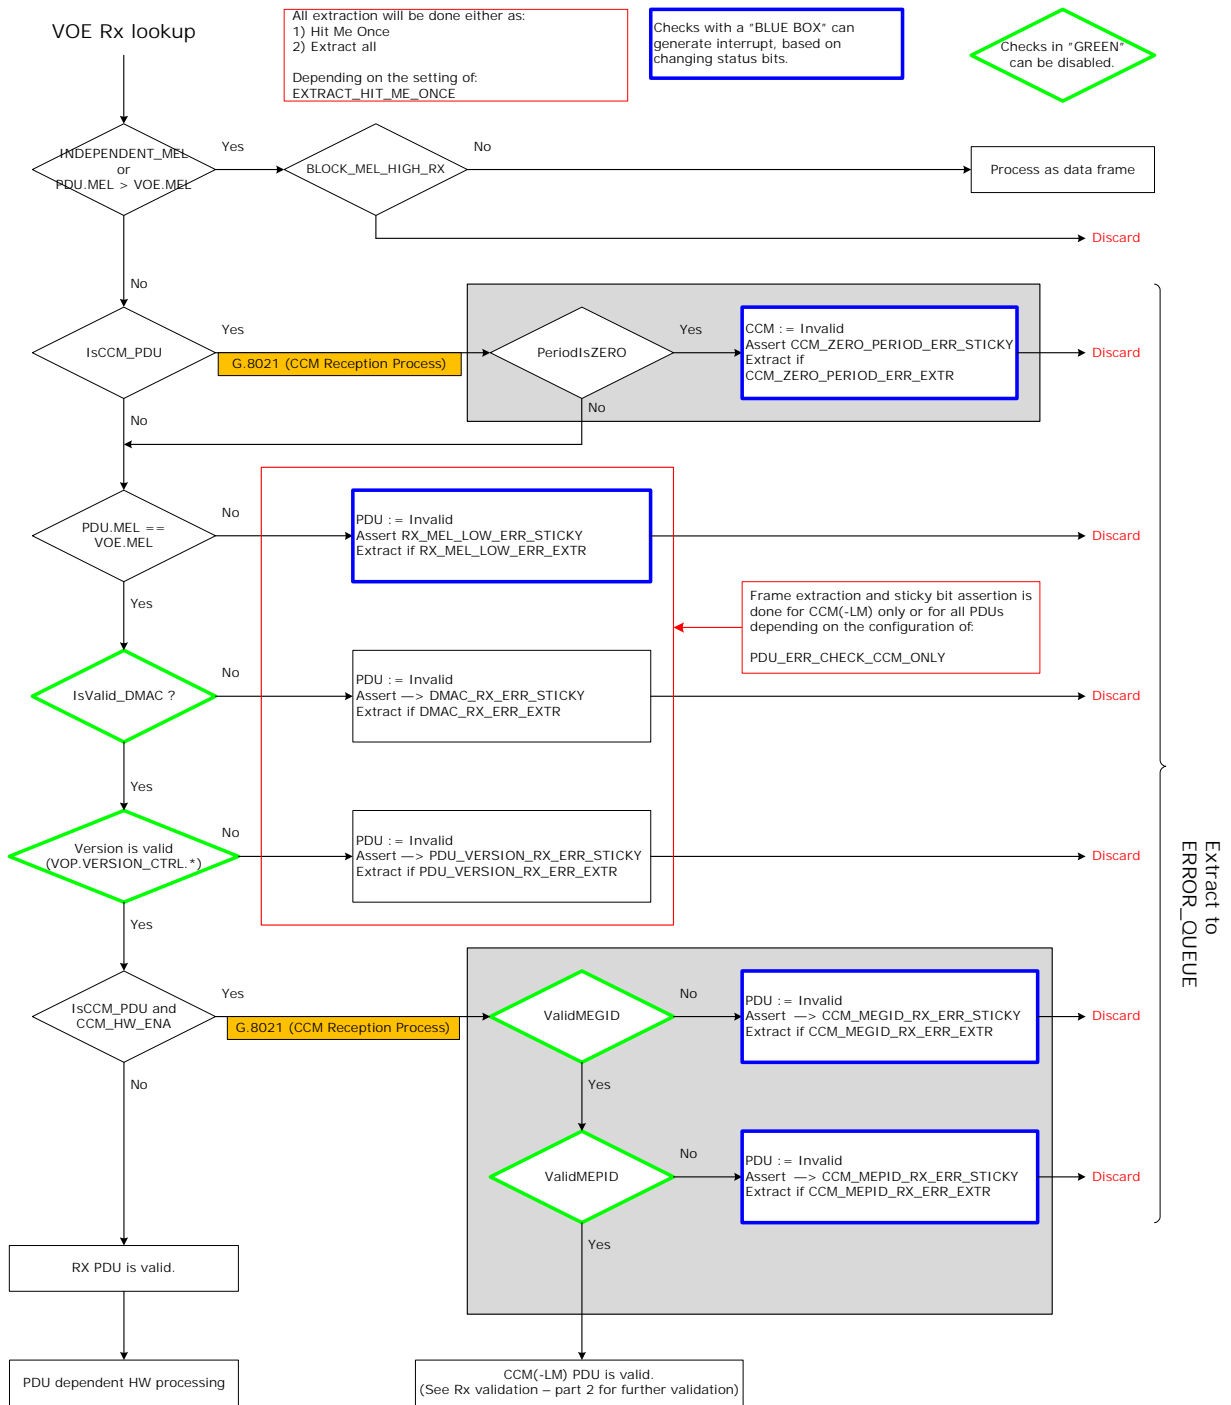 VOE Rx lookup
All extraction will be done either as:
1) Hit Me Once
2) Extract all
Depending on the setting of:
EXTRACT_HIT_ME_ONCE
Checks with a "BLUE BOX" can
generate interrupt, based on
changing status bits.
Checks in "GREEN"
can be disabled.
INDEPENDENT_MEL
or
PDU.MEL > VOE.MEL
Yes
BLOCK_MEL_HIGH_RX
No
Process as data frame
Discard
No
IsCCM_PDU
Yes
G.8021 (CCM Reception Process)
PeriodIsZERO
Yes
CCM := Invalid
Assert CCM_ZERO_PERIOD_ERR_STICKY
Extract if
CCM_ZERO_PERIOD_ERR_EXTR
Discard
No
No
PDU.MEL ==
VOE.MEL
No
PDU := Invalid
Assert RX_MEL_LOW_ERR_STICKY
Extract if RX_MEL_LOW_ERR_EXTR
Discard
Yes
Frame extraction and sticky bit assertion is
done for CCM(-LM) only or for all PDUs
depending on the configuration of:
PDU_ERR_CHECK_CCM_ONLY
IsValid_DMAC ?
No
PDU := Invalid
Assert —> DMAC_RX_ERR_STICKY
Extract if DMAC_RX_ERR_EXTR
Discard
Yes
Version is valid
(VOP.VERSION_CTRL.*)
No
PDU := Invalid
Assert —> PDU_VERSION_RX_ERR_STICKY
Extract if PDU_VERSION_RX_ERR_EXTR
Discard
Extract to
ERROR_QUEUE
Yes
IsCCM_PDU and
CCM_HW_ENA
Yes
G.8021 (CCM Reception Process)
ValidMEGID
No
PDU := Invalid
Assert —> CCM_MEGID_RX_ERR_STICKY
Extract if CCM_MEGID_RX_ERR_EXTR
Discard
No
Yes
ValidMEPID
No
PDU := Invalid
Assert —> CCM_MEPID_RX_ERR_STICKY
Extract if CCM_MEPID_RX_ERR_EXTR
Discard
Yes
RX PDU is valid.
PDU dependent HW processing
CCM(-LM) PDU is valid.
(See Rx validation – part 2 for further validation)